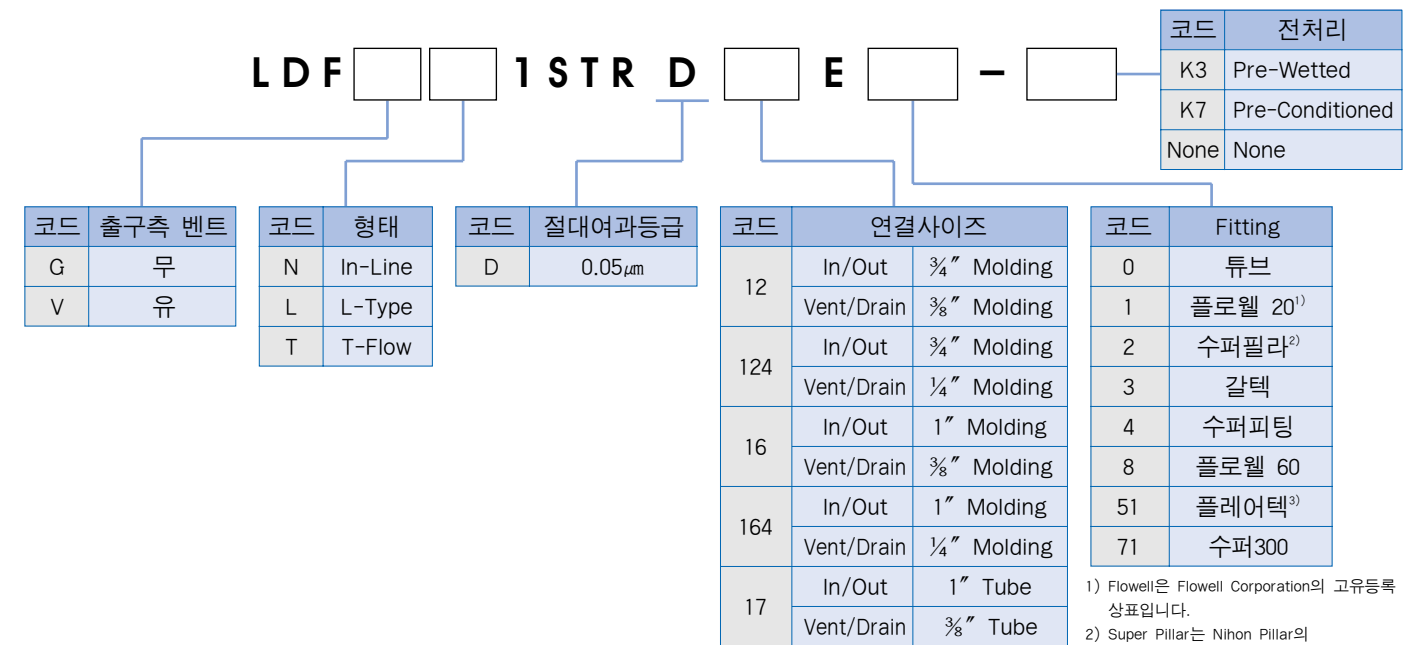 LDF 1STR D E –
코드 전처리
K3 Pre-Wetted
K7 Pre-Conditioned
None None
코드 출구측 벤트
G 무
V 유
코드 형태
N In-Line
L L-Type
T T-Flow
코드 절대여과등급
D 0.05㎛
코드 연결사이즈
12 In/Out ¾″ Molding
Vent/Drain ⅜″ Molding
124 In/Out ¾″ Molding
Vent/Drain ¼″ Molding
16 In/Out 1″ Molding
Vent/Drain ⅜″ Molding
164 In/Out 1″ Molding
Vent/Drain ¼″ Molding
17 In/Out 1″ Tube
Vent/Drain ⅜″ Tube
코드 Fitting
0 튜브
1 플로웰 20¹⁾
2 수퍼필라²⁾
3 갈텍
4 수퍼피팅
8 플로웰 60
51 플레어텍³⁾
71 수퍼300
1) Flowell은 Flowell Corporation의 고유등록
상표입니다.
2) Super Pillar는 Nihon Pillar의